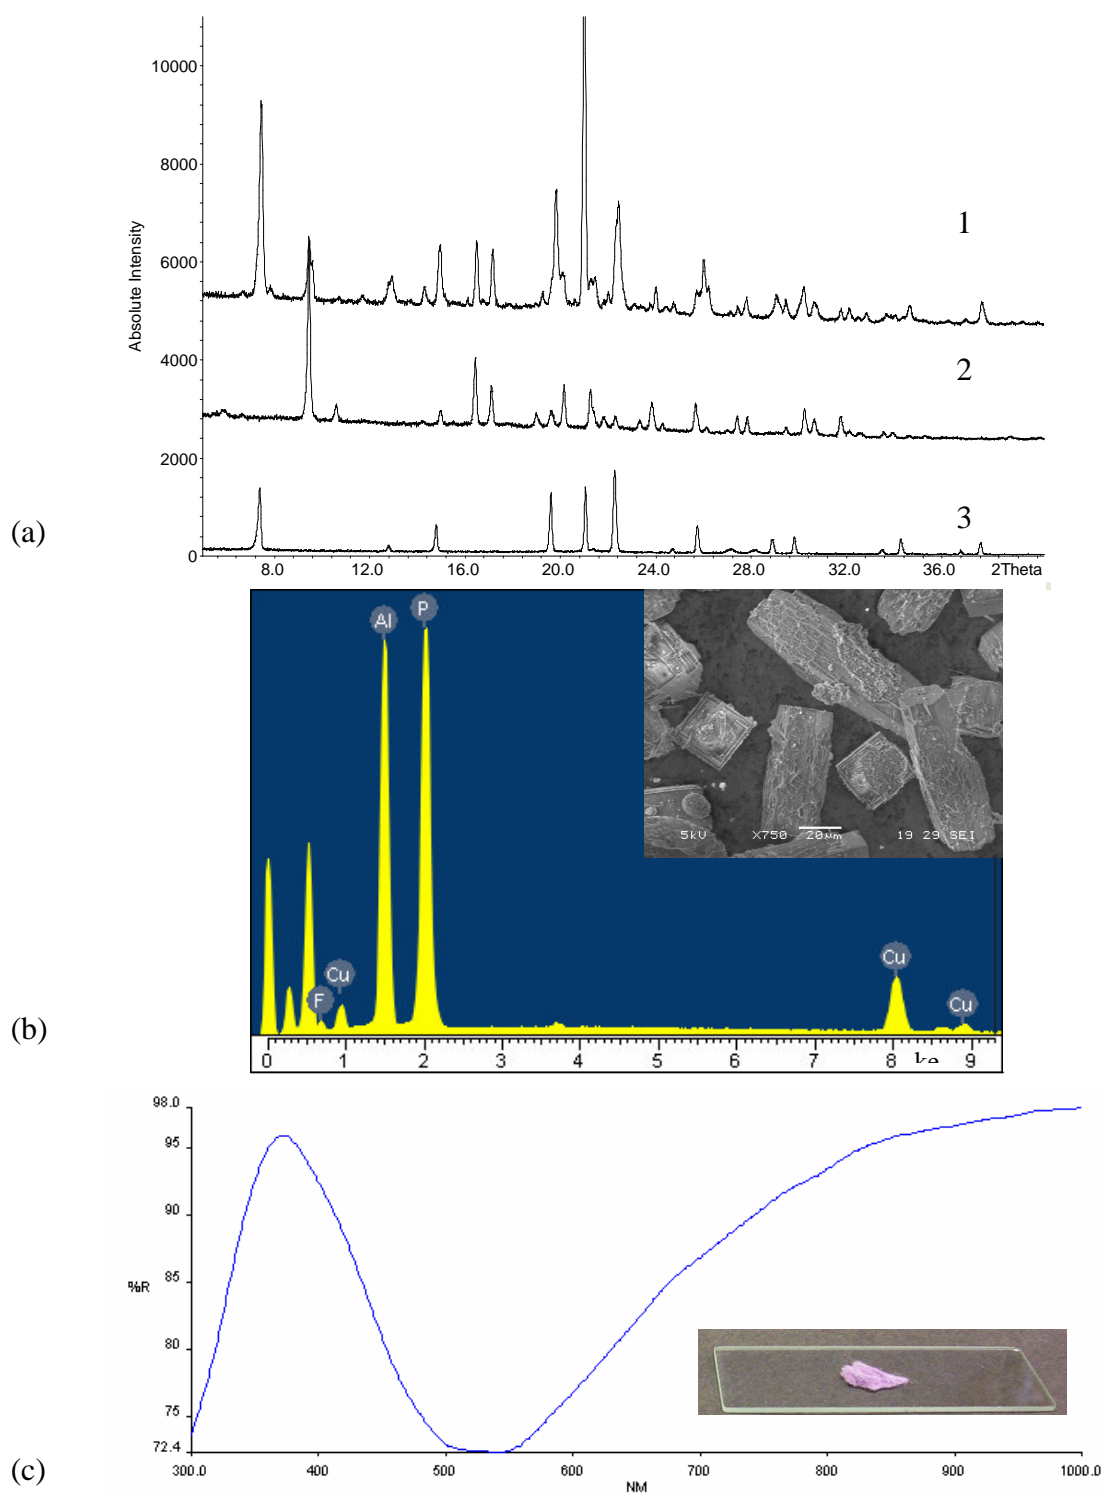 10000
8000
6000
4000
2000
0
Absolute Intensity
1
2
3
8.0 12.0 16.0 20.0 24.0 28.0 32.0 36.0 2Theta
(a)
Al P
F Cu Cu Cu
5kV X750 20µm 19 29 SEI
0 1 2 3 4 5 6 7 8 ke 9
(b)
98.0
95
90
85
80
75
72.4
%R
300.0 400 500 600 700 800 900 1000.0
NM
(c)